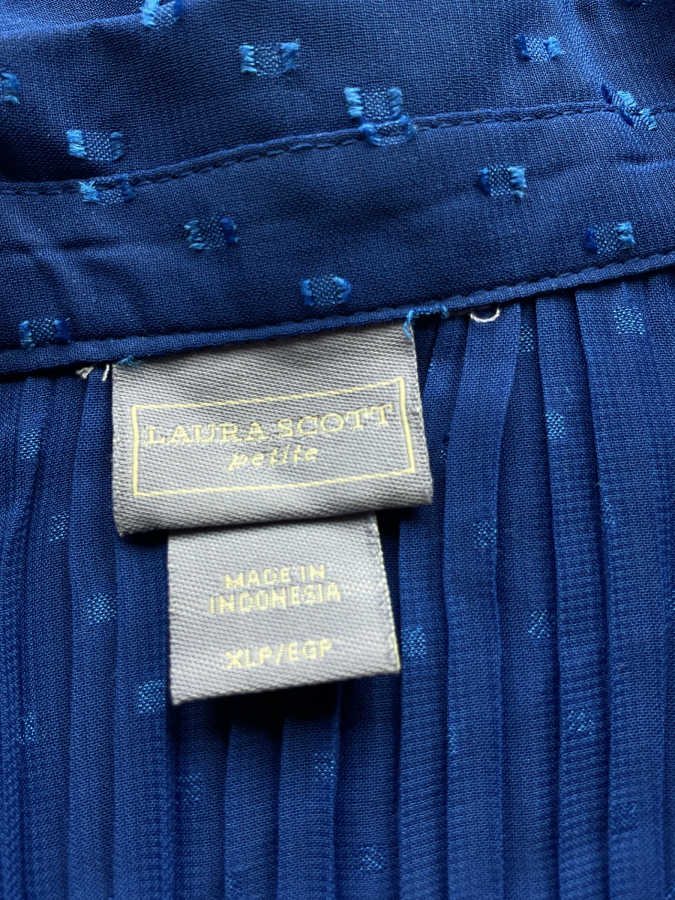 LAURA SCOTT
petite
MADE IN
INDONESIA
XLP/EGP